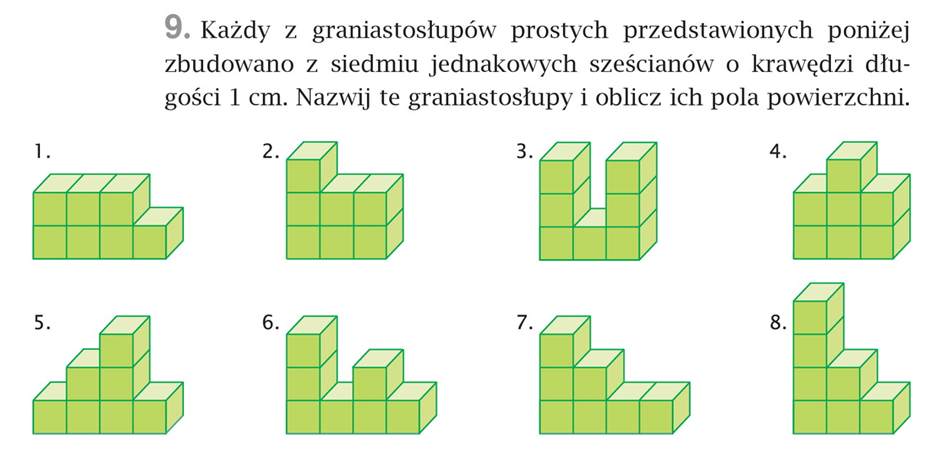 9. Każdy z graniastosłupów prostych przedstawionych poniżej
zbudowano z siedmiu jednakowych sześcianów o krawędzi dłu-
gości 1 cm. Nazwij te graniastosłupy i oblicz ich pola powierzchni.
1. 2. 3. 4.
5. 6. 7. 8.